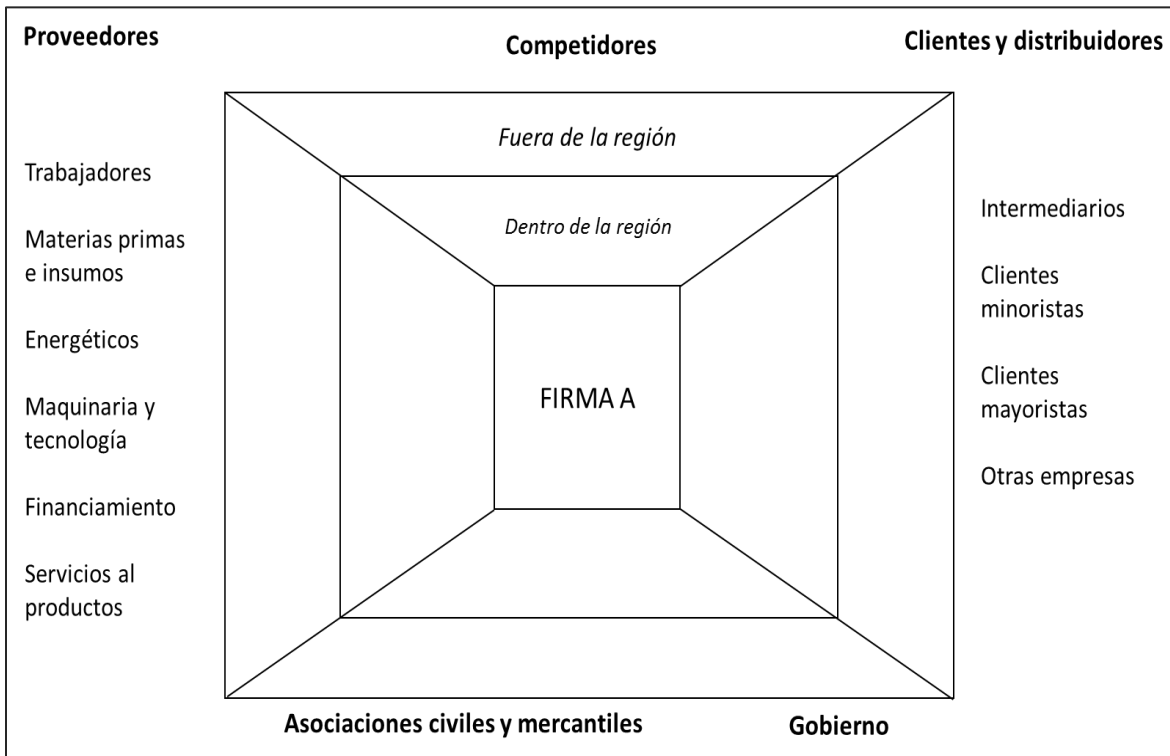 Proveedores
Competidores
Clientes y distribuidores
Fuera de la región
Dentro de la región
Trabajadores
Materias primas
e insumos
Energéticos
Maquinaria y
tecnología
Financiamiento
Servicios al
productos
FIRMA A
Intermediarios
Clientes
minoristas
Clientes
mayoristas
Otras empresas
Asociaciones civiles y mercantiles
Gobierno